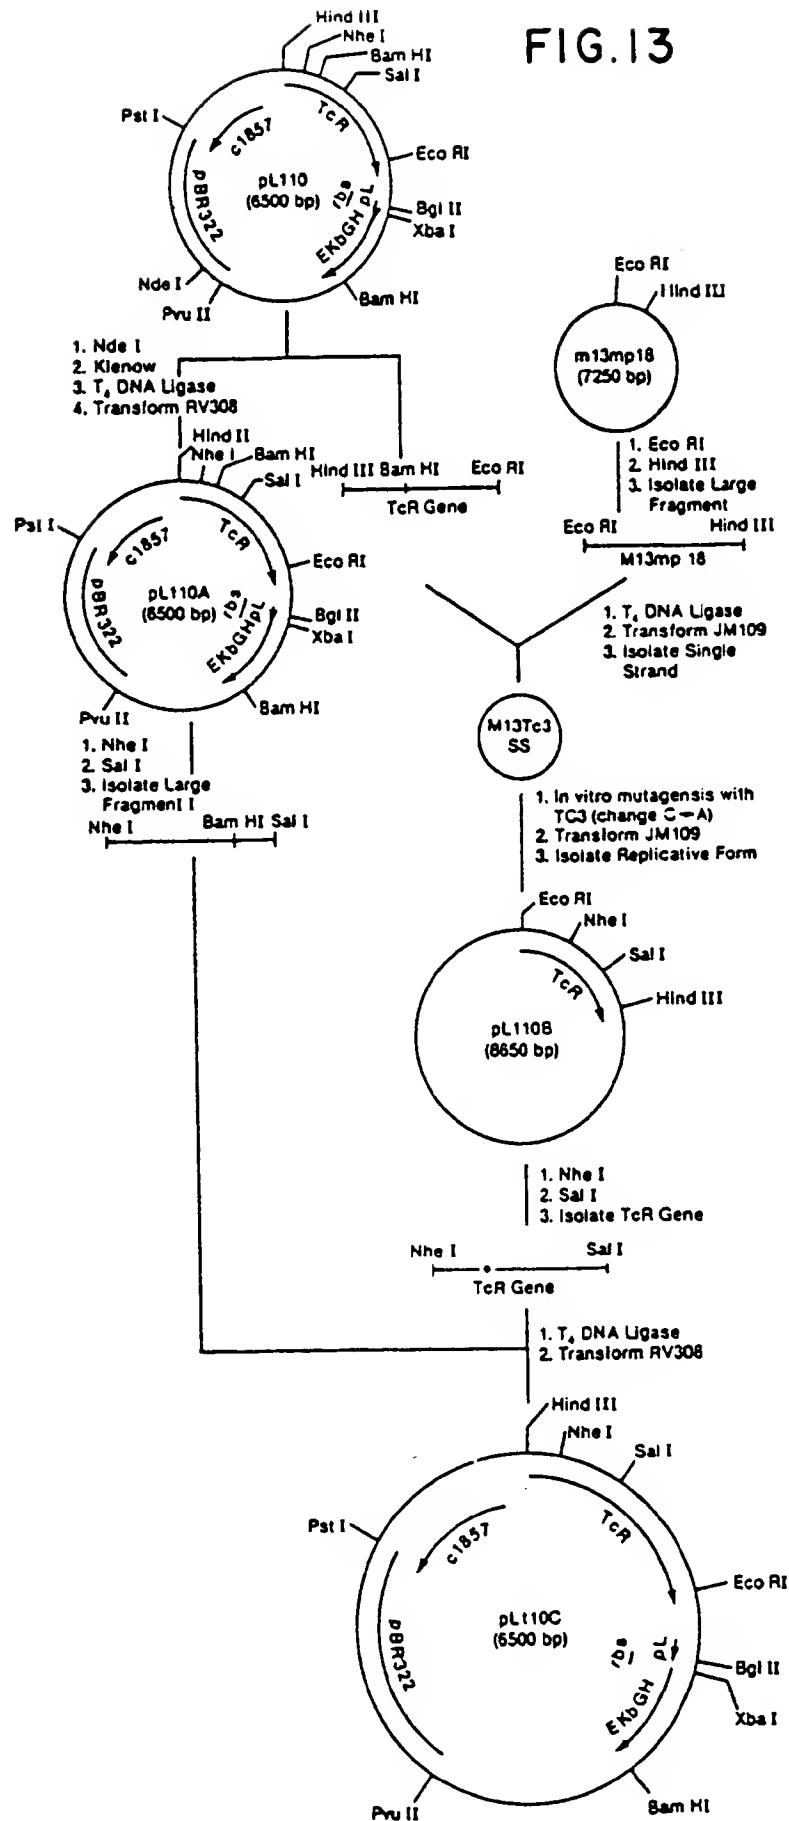 FIG.13
Hind III
Nhe I
Bam HI
Sal I
Pst I
TcR
c1857
Eco RI
pL110
(6500 bp)
rbs
pL
Bgl II
Xba I
EKbGH
pBR322
Nde I
Pvu II
Bam HI
1. Nde I
2. Klenow
3. T4 DNA Ligase
4. Transform RV308
Eco RI
Hind III
m13mp18
(7250 bp)
1. Eco RI
2. Hind III
3. Isolate Large
Fragment
Eco RI Hind III
M13mp 18
Hind III Bam HI Eco RI
TcR Gene
Hind II
Nhe I
Bam HI
Sal I
Pst I
TcR
c1857
Eco RI
pL110A
(6500 bp)
rbs
pL
Bgl II
Xba I
EKbGH
pBR322
Pvu II
Bam HI
1. T4 DNA Ligase
2. Transform JM109
3. Isolate Single
Strand
M13Tc3
SS
1. Nhe I
2. Sal I
3. Isolate Large
Fragment I
Nhe I Bam HI Sal I
1. In vitro mutagensis with
TC3 (change C→A)
2. Transform JM109
3. Isolate Replicative Form
Eco RI
Nhe I
Sal I
Hind III
TcR
pL110B
(8650 bp)
1. Nhe I
2. Sal I
3. Isolate TcR Gene
Nhe I Sal I
TcR Gene
1. T4 DNA Ligase
2. Transform RV308
Hind III
Nhe I
Sal I
Pst I
TcR
c1857
Eco RI
pL110C
(6500 bp)
rbs
pL
Bgl II
Xba I
EKbGH
pBR322
Pvu II
Bam HI